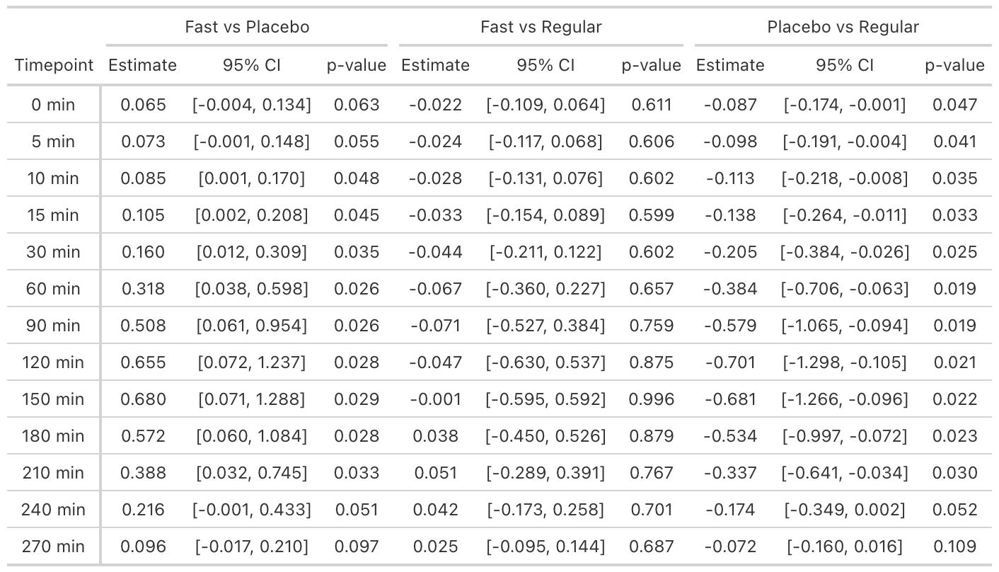 Fast vs Placebo Fast vs Regular Placebo vs Regular
Timepoint Estimate 95% CI p-value Estimate 95% CI p-value Estimate 95% CI p-value
0 min 0.065 [-0.004, 0.134] 0.063 -0.022 [-0.109, 0.064] 0.611 -0.087 [-0.174, -0.001] 0.047
5 min 0.073 [-0.001, 0.148] 0.055 -0.024 [-0.117, 0.068] 0.606 -0.098 [-0.191, -0.004] 0.041
10 min 0.085 [0.001, 0.170] 0.048 -0.028 [-0.131, 0.076] 0.602 -0.113 [-0.218, -0.008] 0.035
15 min 0.105 [0.002, 0.208] 0.045 -0.033 [-0.154, 0.089] 0.599 -0.138 [-0.264, -0.011] 0.033
30 min 0.160 [0.012, 0.309] 0.035 -0.044 [-0.211, 0.122] 0.602 -0.205 [-0.384, -0.026] 0.025
60 min 0.318 [0.038, 0.598] 0.026 -0.067 [-0.360, 0.227] 0.657 -0.384 [-0.706, -0.063] 0.019
90 min 0.508 [0.061, 0.954] 0.026 -0.071 [-0.527, 0.384] 0.759 -0.579 [-1.065, -0.094] 0.019
120 min 0.655 [0.072, 1.237] 0.028 -0.047 [-0.630, 0.537] 0.875 -0.701 [-1.298, -0.105] 0.021
150 min 0.680 [0.071, 1.288] 0.029 -0.001 [-0.595, 0.592] 0.996 -0.681 [-1.266, -0.096] 0.022
180 min 0.572 [0.060, 1.084] 0.028 0.038 [-0.450, 0.526] 0.879 -0.534 [-0.997, -0.072] 0.023
210 min 0.388 [0.032, 0.745] 0.033 0.051 [-0.289, 0.391] 0.767 -0.337 [-0.641, -0.034] 0.030
240 min 0.216 [-0.001, 0.433] 0.051 0.042 [-0.173, 0.258] 0.701 -0.174 [-0.349, 0.002] 0.052
270 min 0.096 [-0.017, 0.210] 0.097 0.025 [-0.095, 0.144] 0.687 -0.072 [-0.160, 0.016] 0.109